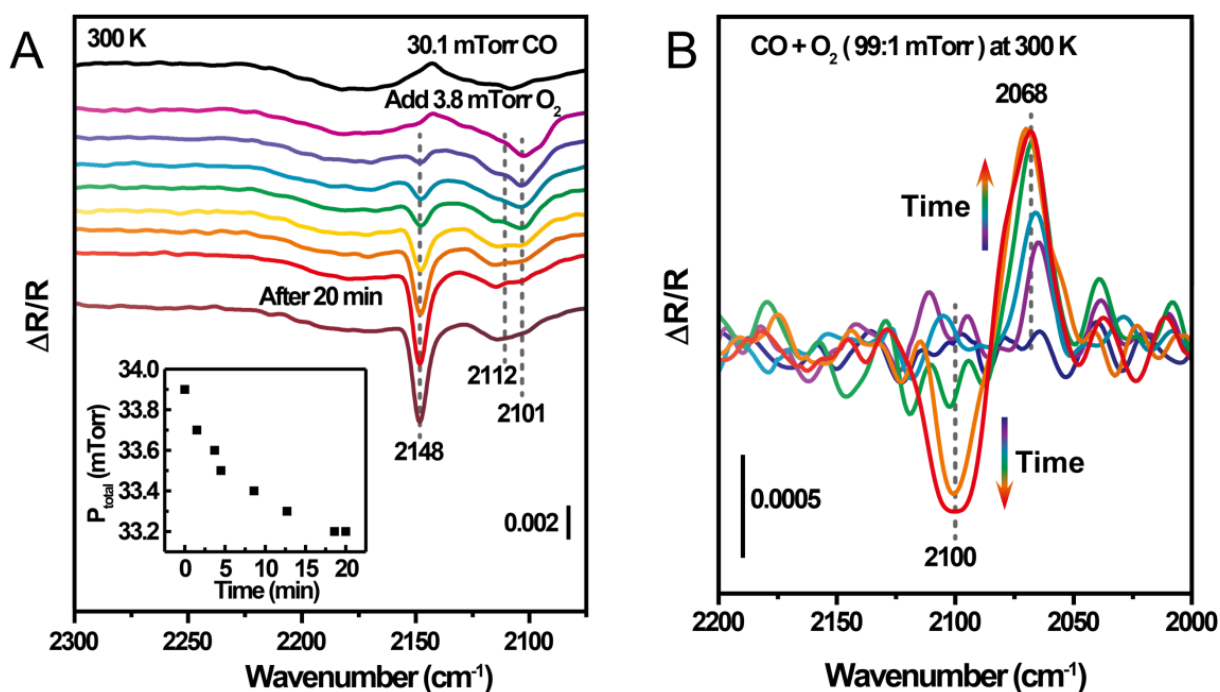 A
300 K
30.1 mTorr CO
Add 3.8 mTorr O₂
After 20 min
2112
2101
2148
0.002
ΔR/R
34.0
33.8
33.6
33.4
33.2
P_total (mTorr)
0 5 10 15 20
Time (min)
2300 2250 2200 2150 2100
Wavenumber (cm⁻¹)
B
CO + O₂ ( 99:1 mTorr ) at 300 K
2068
Time
Time
0.0005
2100
ΔR/R
2200 2150 2100 2050 2000
Wavenumber (cm⁻¹)